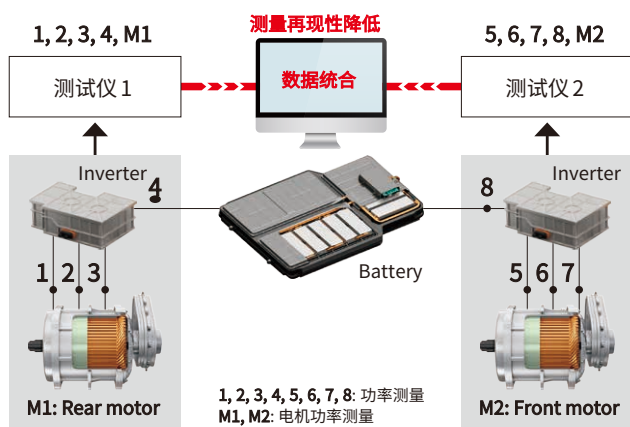 测量再现性降低
1, 2, 3, 4, M1
5, 6, 7, 8, M2
测试仪 1
数据统合
测试仪 2
Inverter
Inverter
4
8
Battery
1 2 3
5 6 7
M1: Rear motor
1, 2, 3, 4, 5, 6, 7, 8: 功率测量
M1, M2: 电机功率测量
M2: Front motor